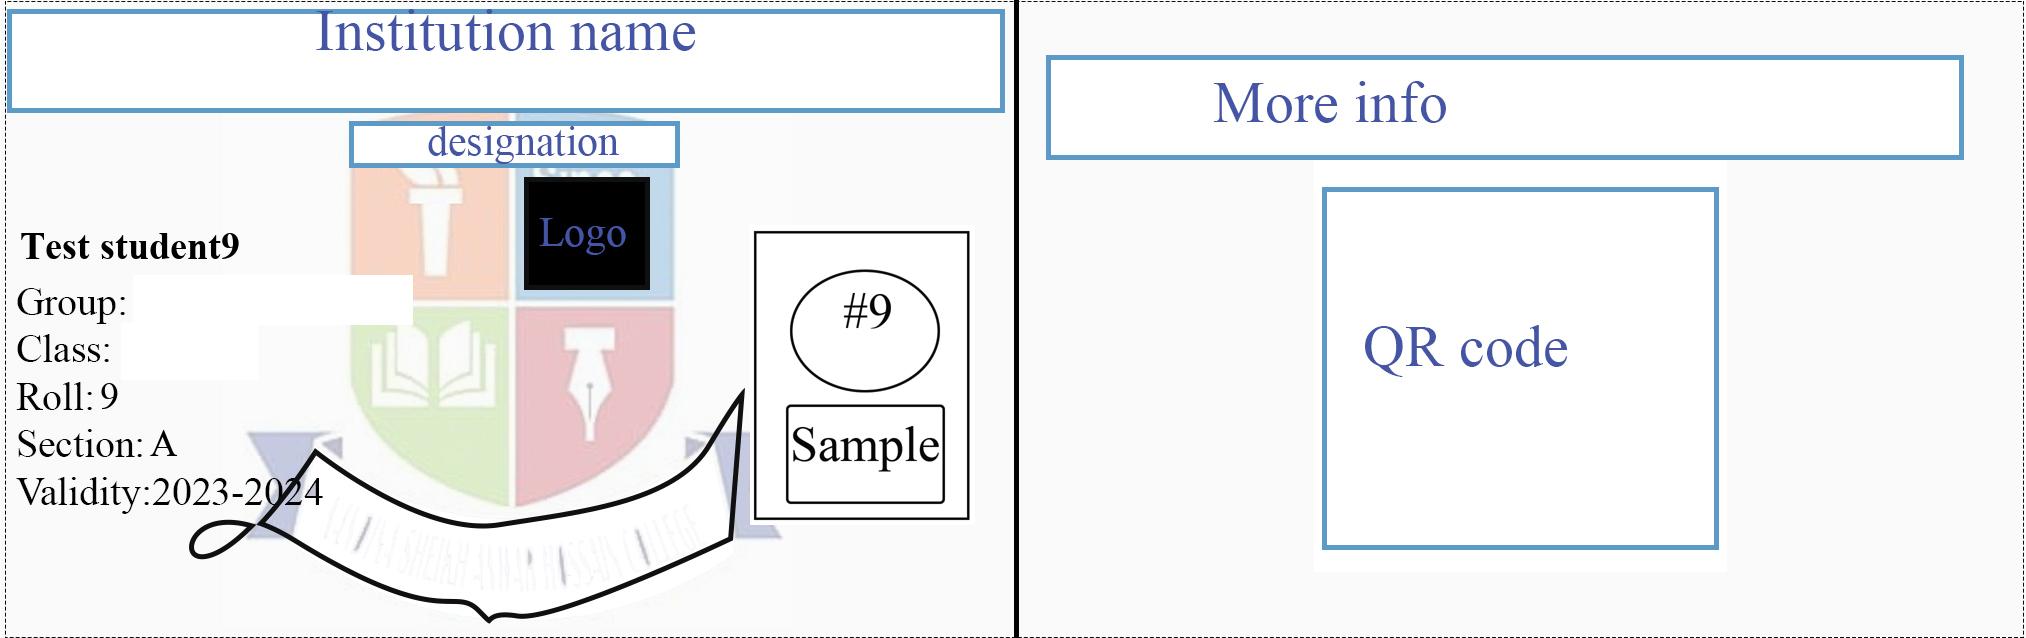 Institution name
designation
Logo
Test student9
Group:
Class:
Roll: 9
Section: A
Validity:2023-2024
#9
Sample
More info
QR code